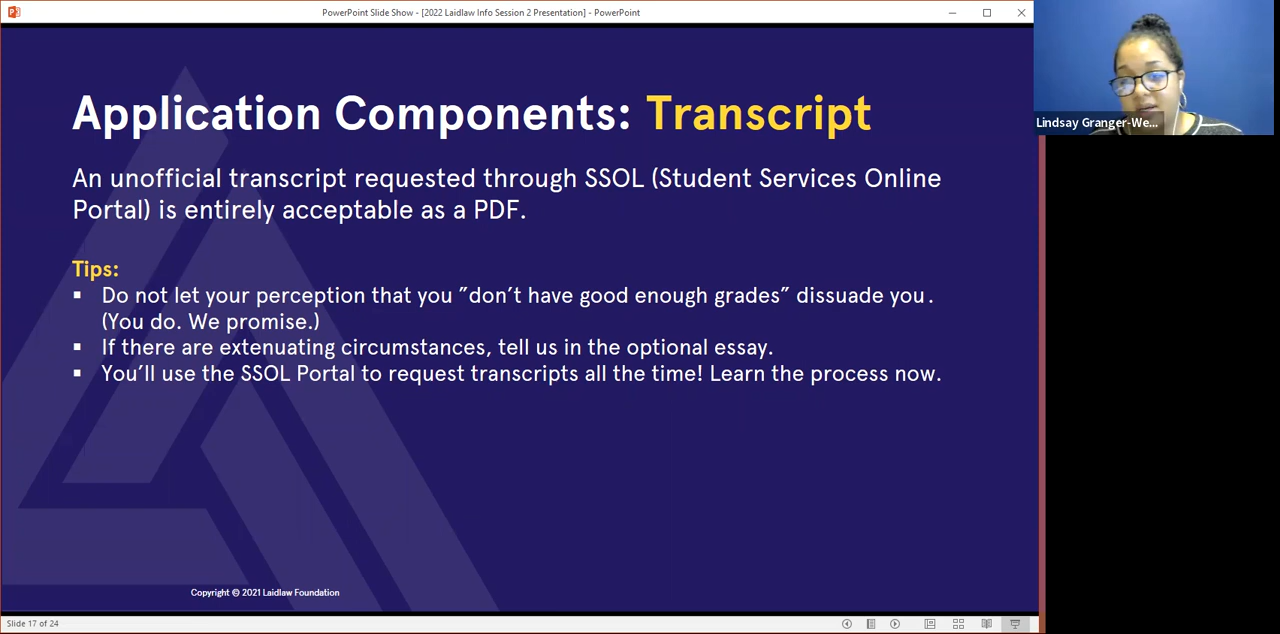 PowerPoint Slide Show - [2022 Laidlaw Info Session 2 Presentation] - PowerPoint
Lindsay Granger-We...
Application Components: Transcript
An unofficial transcript requested through SSOL (Student Services Online
Portal) is entirely acceptable as a PDF.
Tips:
▪ Do not let your perception that you ”don’t have good enough grades” dissuade you.
(You do. We promise.)
▪ If there are extenuating circumstances, tell us in the optional essay.
▪ You’ll use the SSOL Portal to request transcripts all the time! Learn the process now.
Copyright © 2021 Laidlaw Foundation
Slide 17 of 24